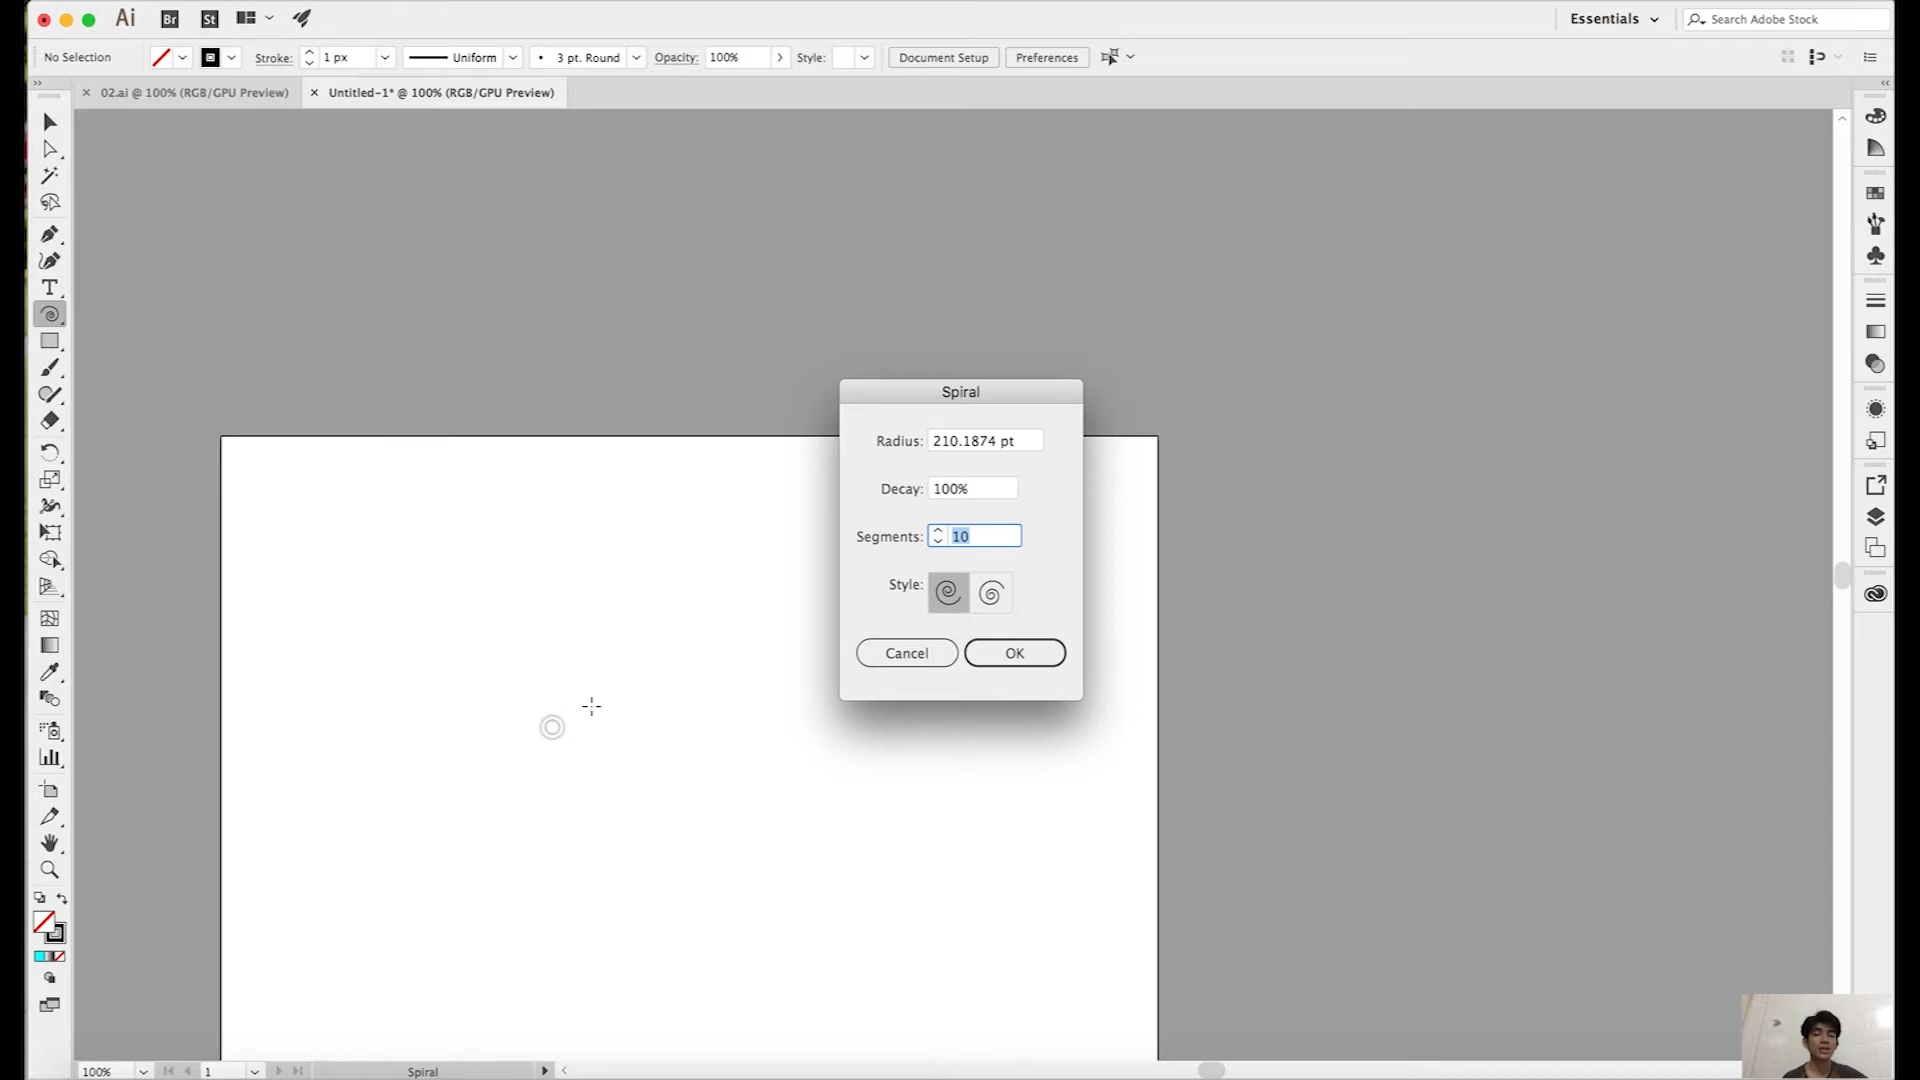 Ai Br St Essentials Search Adobe Stock
No Selection Stroke: 1 px Uniform 3 pt. Round Opacity: 100% Style: Document Setup Preferences
02.ai @ 100% (RGB/GPU Preview) Untitled-1* @ 100% (RGB/GPU Preview)
Spiral
Radius: 210.1874 pt
Decay: 100%
Segments: 10
Style:
Cancel OK
100% 1 Spiral